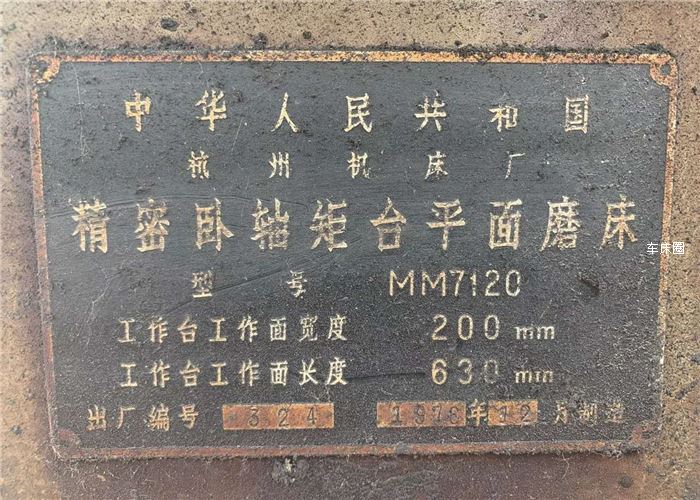 中华人民共和国
杭州机床厂
精密卧轴矩台平面磨床
型号 MM7120
工作台工作面宽度 200 mm
工作台工作面长度 630 mm
出厂编号 324 1976年12月制造
车床圈